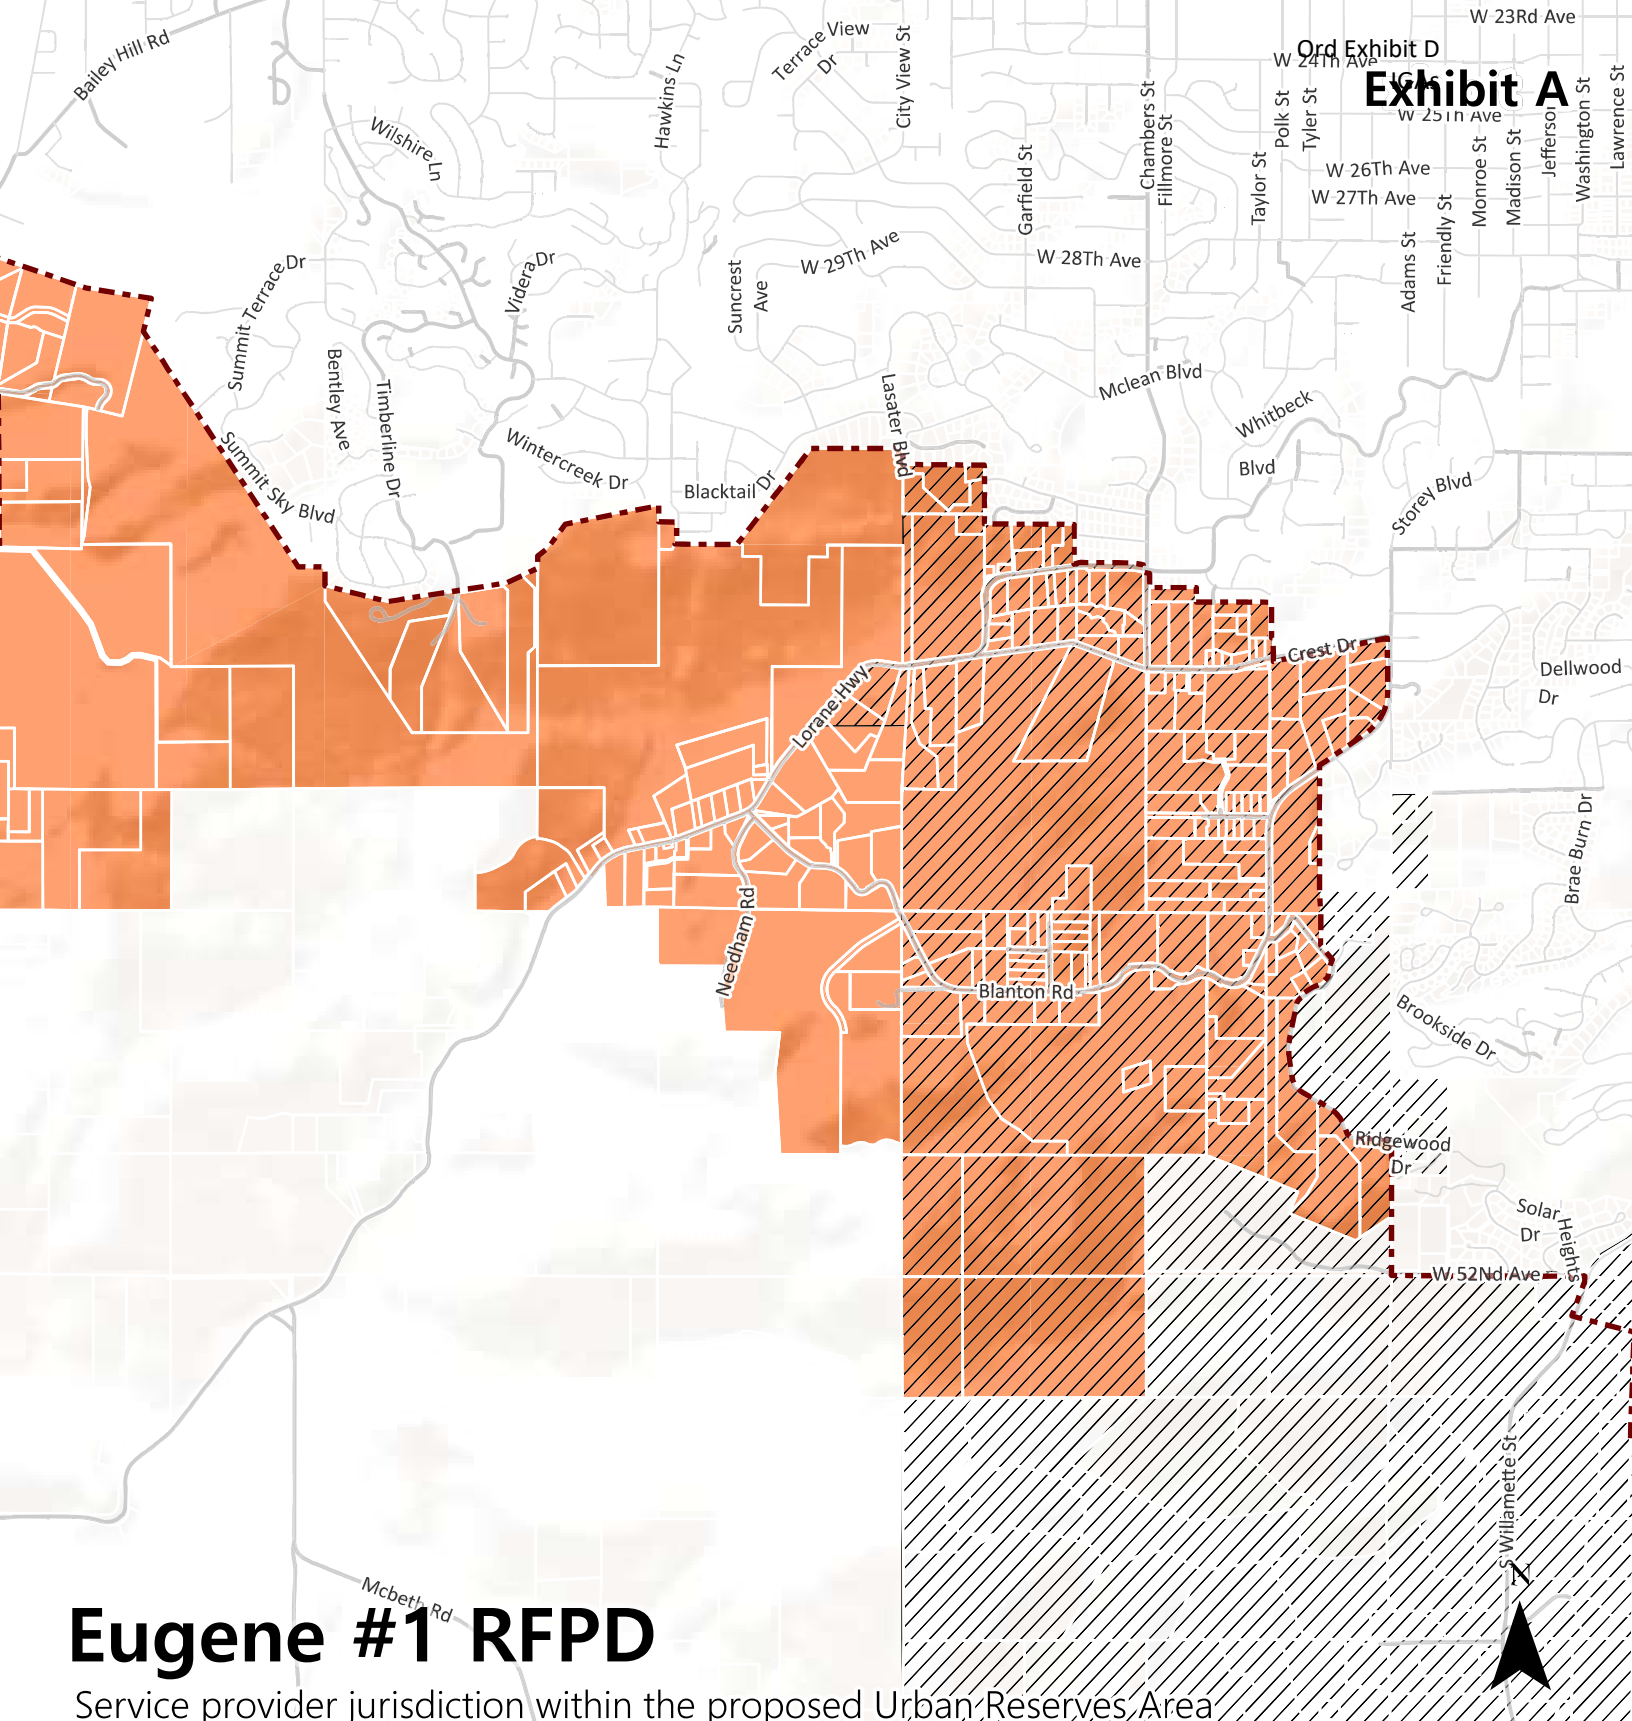 W 23Rd Ave
Bailey Hill Rd
Terrace View
Dr
City View St
Hawkins Ln
Ord Exhibit D
W 24Th Ave
Exhibit A
W 25Th Ave
Wilshire Ln
Chambers St
Fillmore St
Garfield St
Polk St
Tyler St
Taylor St
W 26Th Ave
W 27Th Ave
Monroe St
Madison St
Jefferson
Washington St
Lawrence St
Adams St
Friendly St
Summit Terrace Dr
Videra Dr
Suncrest
Ave
W 29Th Ave
W 28Th Ave
Bentley Ave
Timberline Dr
Lasater Blvd
Mclean Blvd
Whitbeck
Blvd
Storey Blvd
Summit Sky Blvd
Wintercreek Dr
Blacktail Dr
Crest Dr
Dellwood
Dr
Lorane Hwy
Brae Burn Dr
Needham Rd
Blanton Rd
Brookside Dr
Ridgewood
Dr
Solar
Dr
Heights
W 52Nd Ave
S Willamette St
N
Mcbeth Rd
Eugene #1 RFPD
Service provider jurisdiction within the proposed Urban Reserves Area